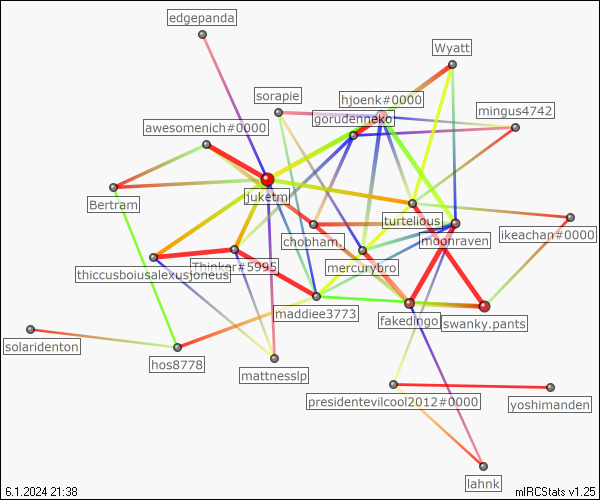 edgepanda
Wyatt
sorapie
hjoenk#0000
mingus4742
gorudenneko
awesomenich#0000
Bertram
juketm
turtelious
ikeachap#0000
chobham
moonraven
mercurybro
Thinker#5995
thiccusboiusalexusjoneus
maddiee3773
fakedingo
swanky.pants
solaridenton
hos8778
mattnesslp
presidentevilcool2012#0000
yoshimanden
lahnk
6.1.2024 21:38
mIRCStats v1.25